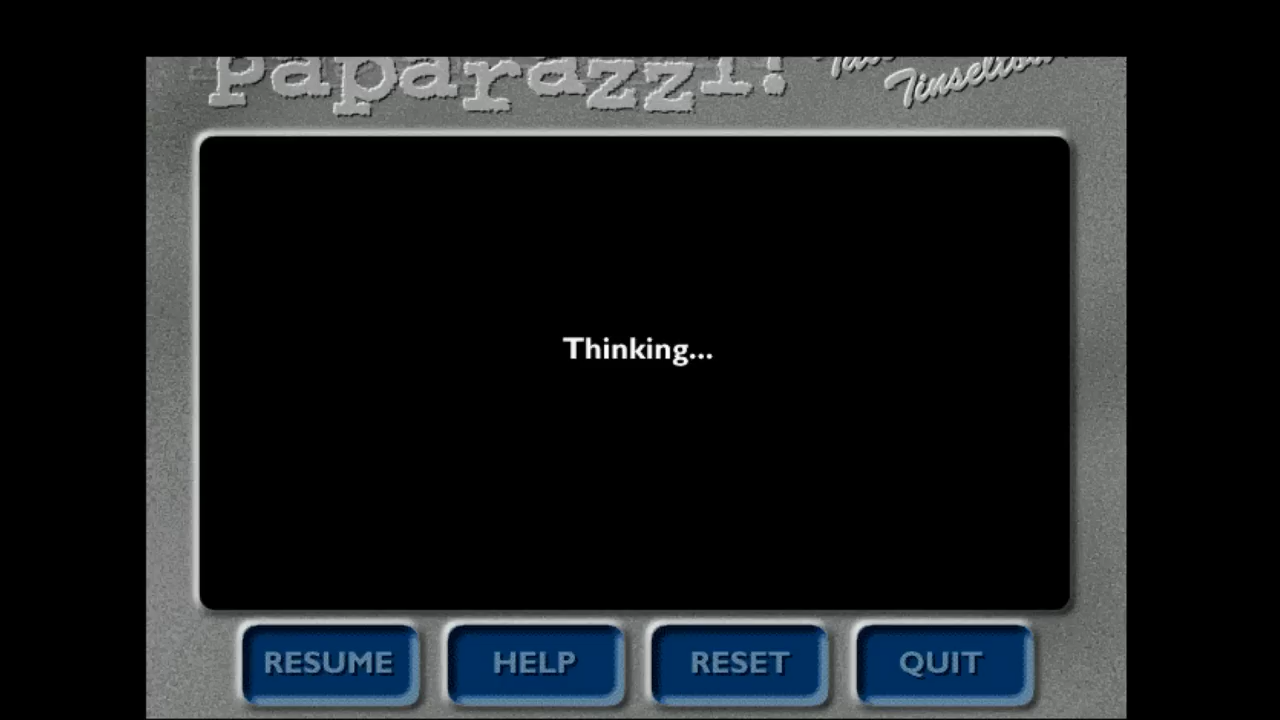 paparazzi!
Tinseltown
Thinking...
RESUME
HELP
RESET
QUIT